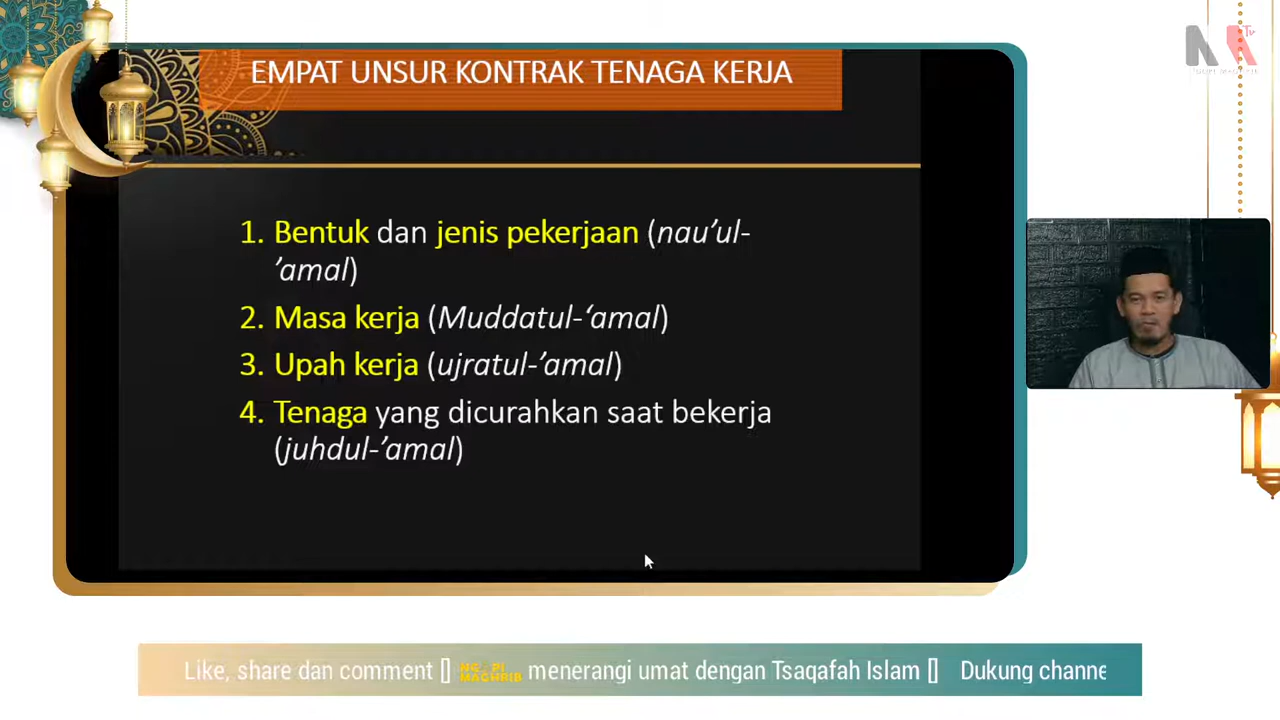 EMPAT UNSUR KONTRAK TENAGA KERJA
1. Bentuk dan jenis pekerjaan (nau’ul-
’amal)
2. Masa kerja (Muddatul-‘amal)
3. Upah kerja (ujratul-’amal)
4. Tenaga yang dicurahkan saat bekerja
(juhdul-’amal)
Like, share dan comment [] NGOPI MAGHRIB menerangi umat dengan Tsaqafah Islam [] Dukung channe